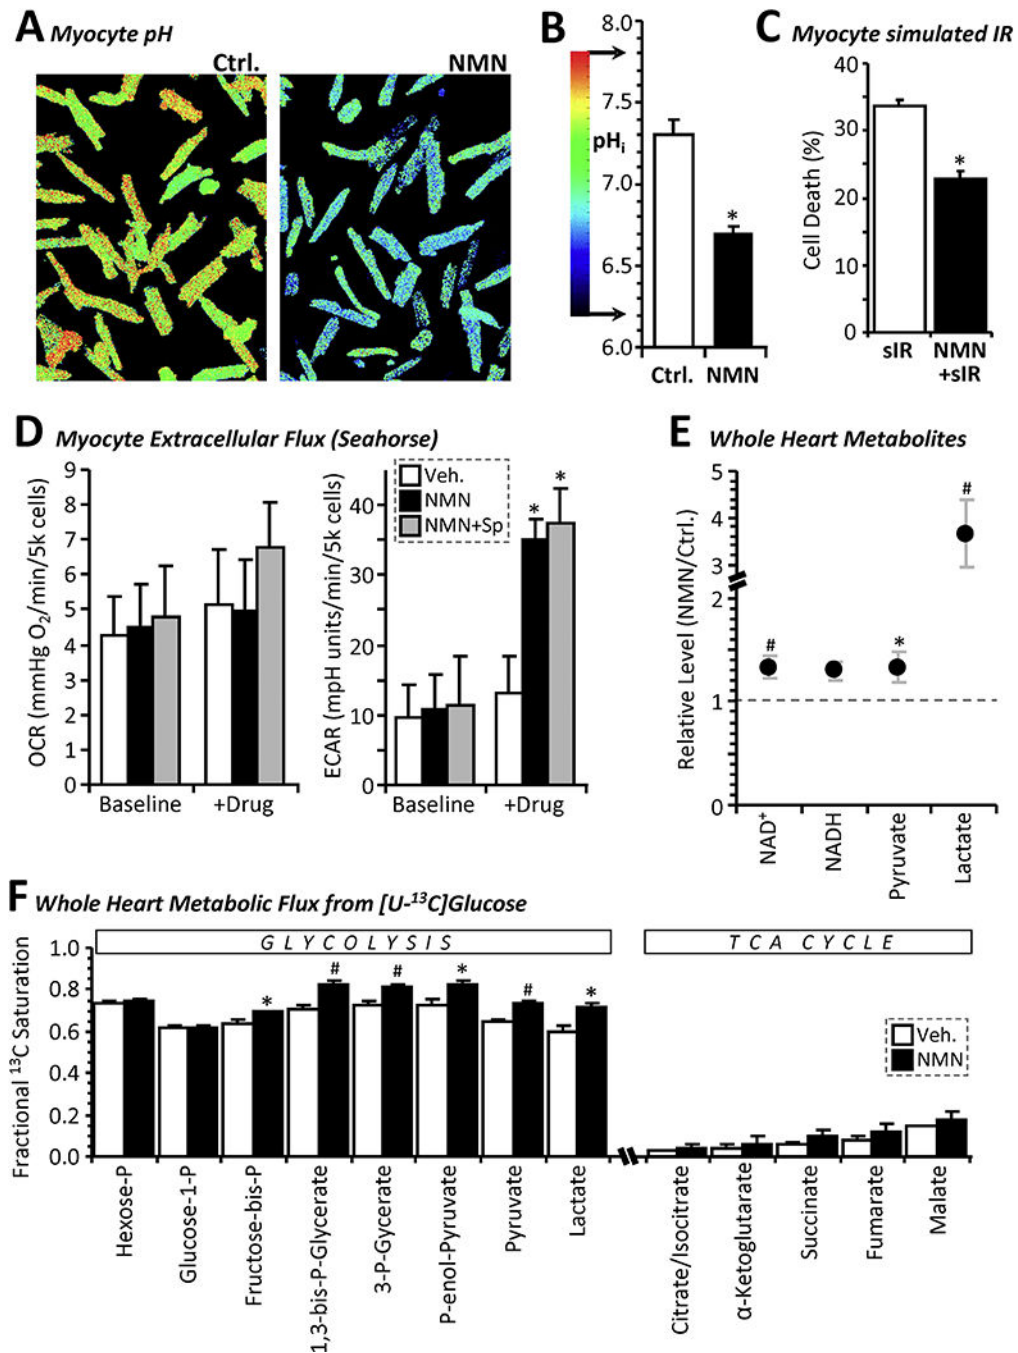 A Myocyte pH
Ctrl.
NMN
B
8.0
7.5
7.0
6.5
6.0
pHi
*
Ctrl. NMN
C Myocyte simulated IR
Cell Death (%)
40
30
20
10
0
*
sIR NMN
+sIR
D Myocyte Extracellular Flux (Seahorse)
OCR (mmHg O2/min/5k cells)
9
8
7
6
5
4
3
2
1
0
Baseline +Drug
ECAR (mpH units/min/5k cells)
40
30
20
10
0
Veh.
NMN
NMN+Sp
* *
Baseline +Drug
E Whole Heart Metabolites
Relative Level (NMN/Ctrl.)
5
4
3
2
1
0
#
# *
NAD+
NADH
Pyruvate
Lactate
F Whole Heart Metabolic Flux from [U-13C]Glucose
Fractional 13C Saturation
1.0
0.8
0.6
0.4
0.2
0.0
GLYCOLYSIS
TCA CYCLE
* # # * # *
Veh.
NMN
Hexose-P
Glucose-1-P
Fructose-bis-P
1,3-bis-P-Glycerate
3-P-Gycerate
P-enol-Pyruvate
Pyruvate
Lactate
Citrate/Isocitrate
α-Ketoglutarate
Succinate
Fumarate
Malate